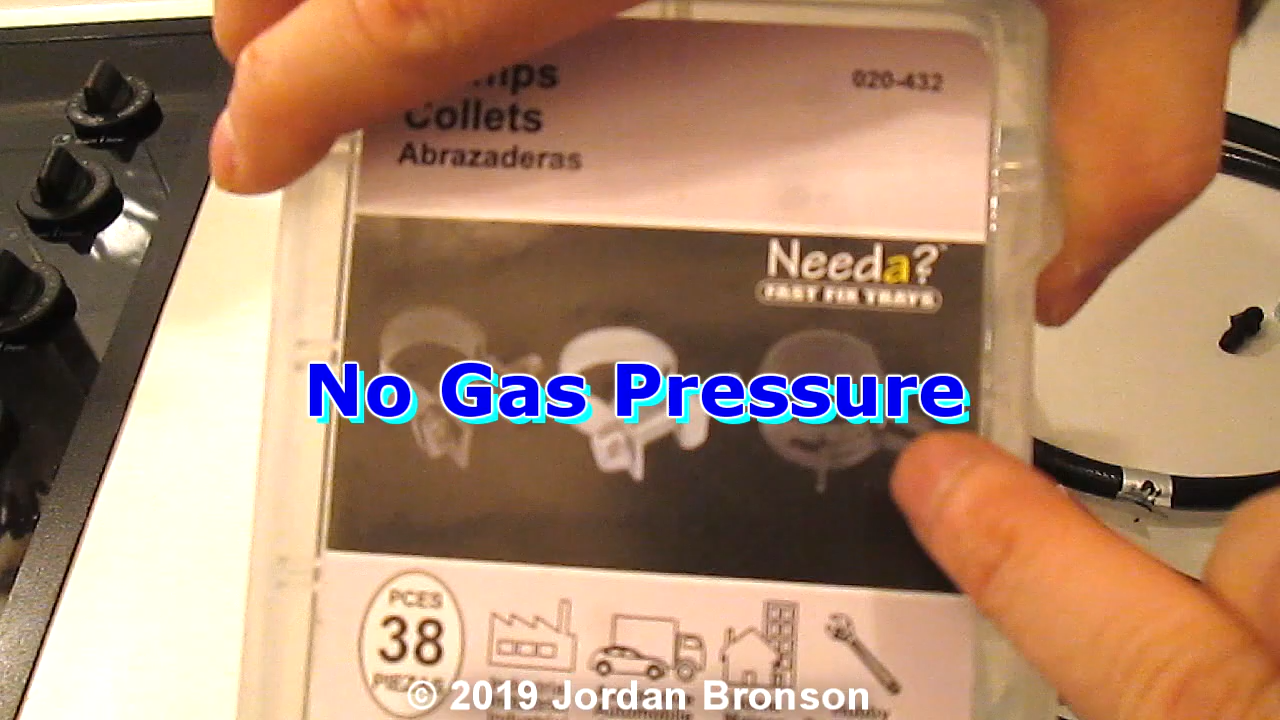 020-432
Collets
Abrazaderas
Needa?
FAST FIX TRAYS
No Gas Pressure
PCES
38
© 2019 Jordan Bronson